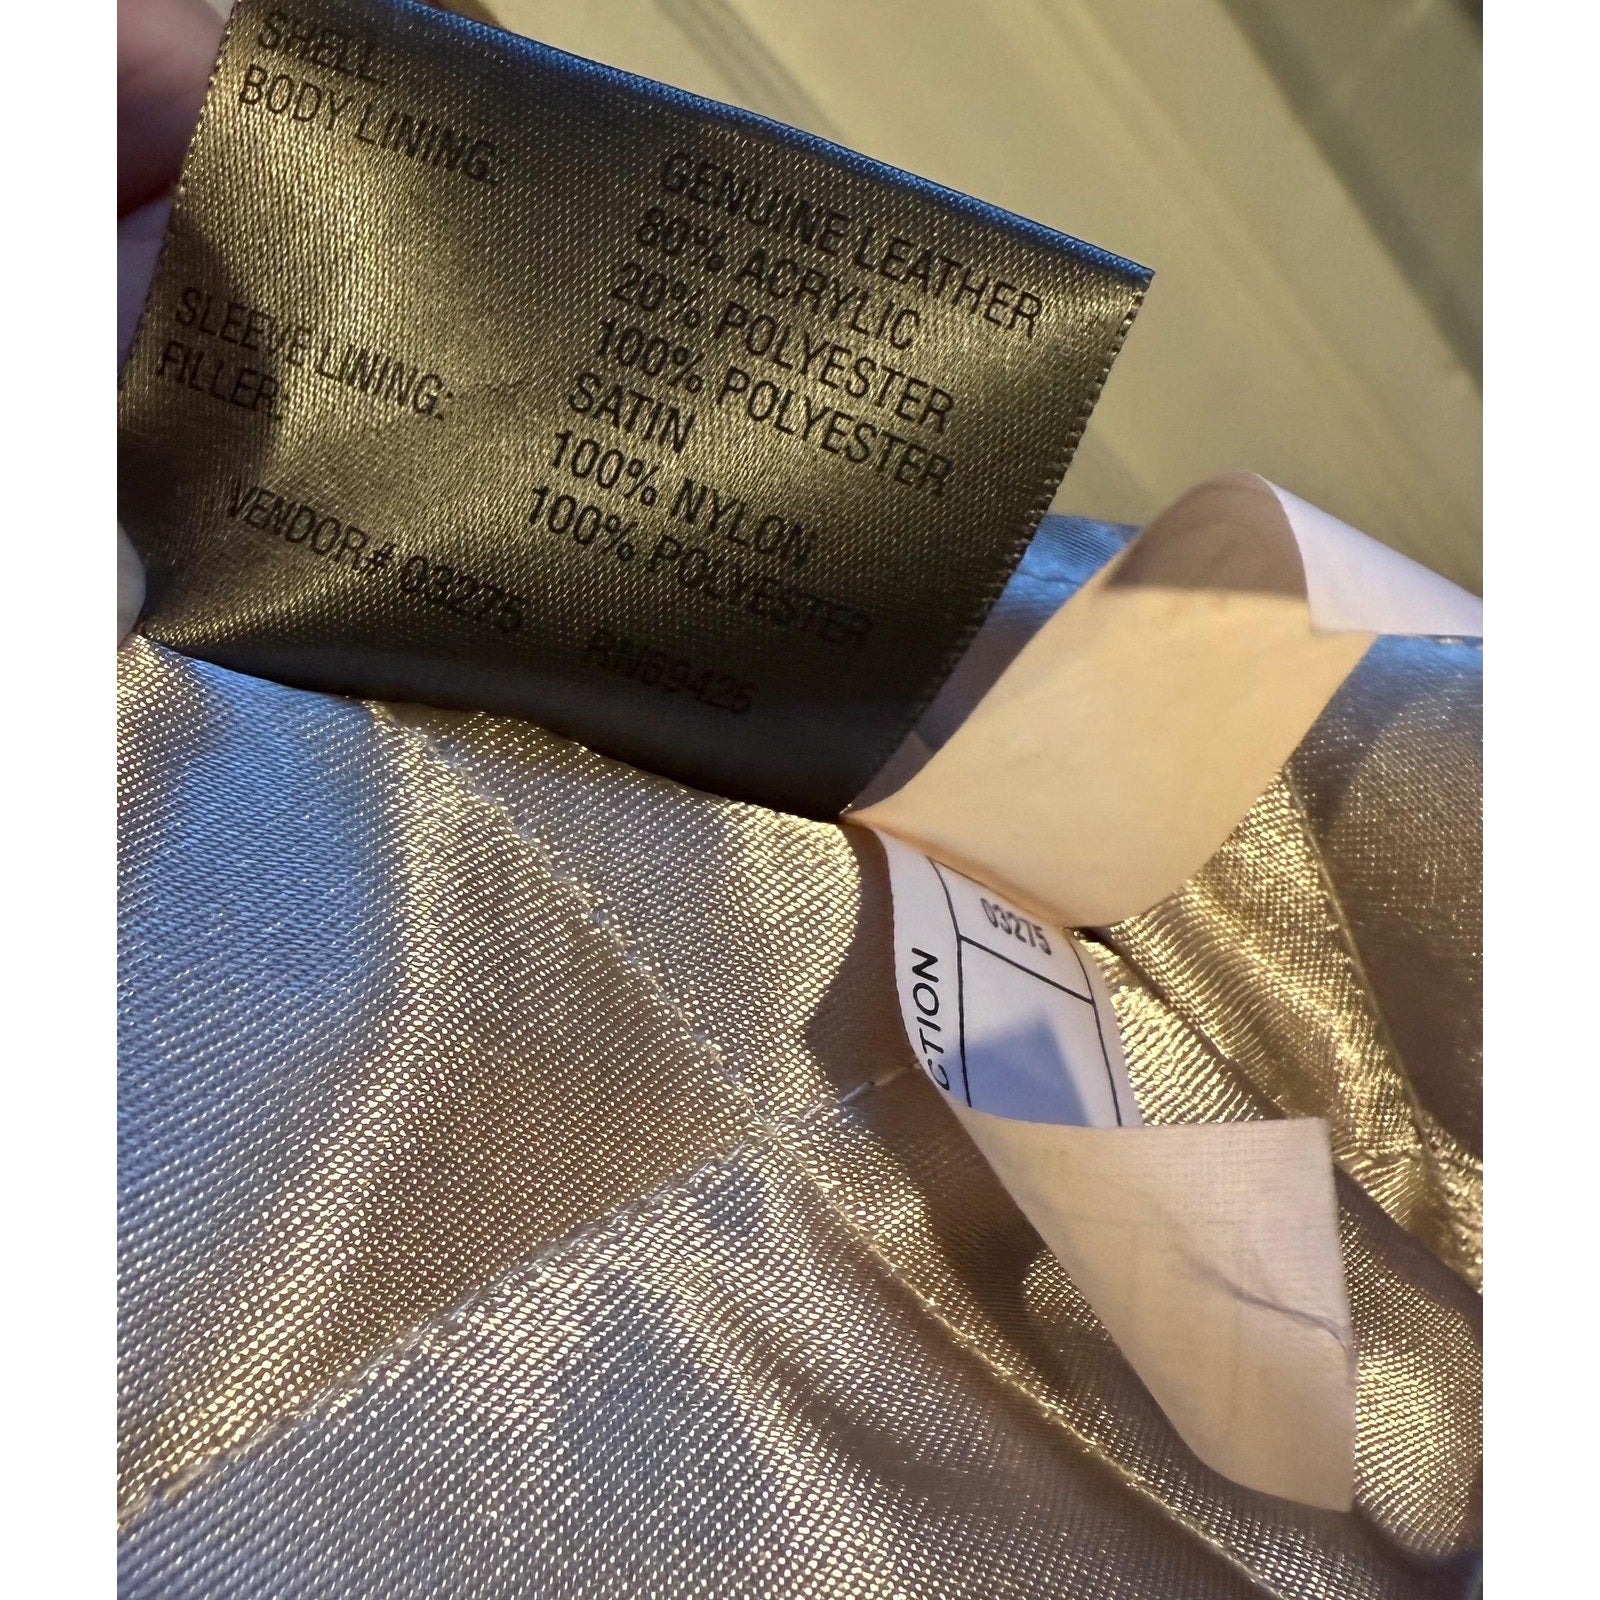 SHELL GENUINE LEATHER
BODY LINING: 80% ACRYLIC
20% POLYESTER
100% POLYESTER
SATIN
SLEEVE LINING: 100% NYLON
FILLER: 100% POLYESTER
VENDOR# 03275 RN69426
03275
CTION